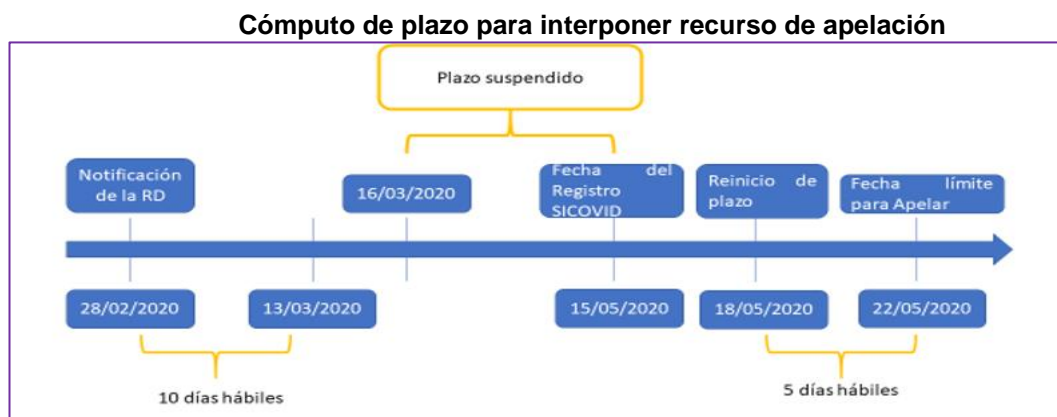 Cómputo de plazo para interponer recurso de apelación
Plazo suspendido
Notificación
de la RD
16/03/2020
Fecha del
Registro
SICOVID
Reinicio de
plazo
Fecha límite
para Apelar
28/02/2020
13/03/2020
15/05/2020
18/05/2020
22/05/2020
10 días hábiles
5 días hábiles